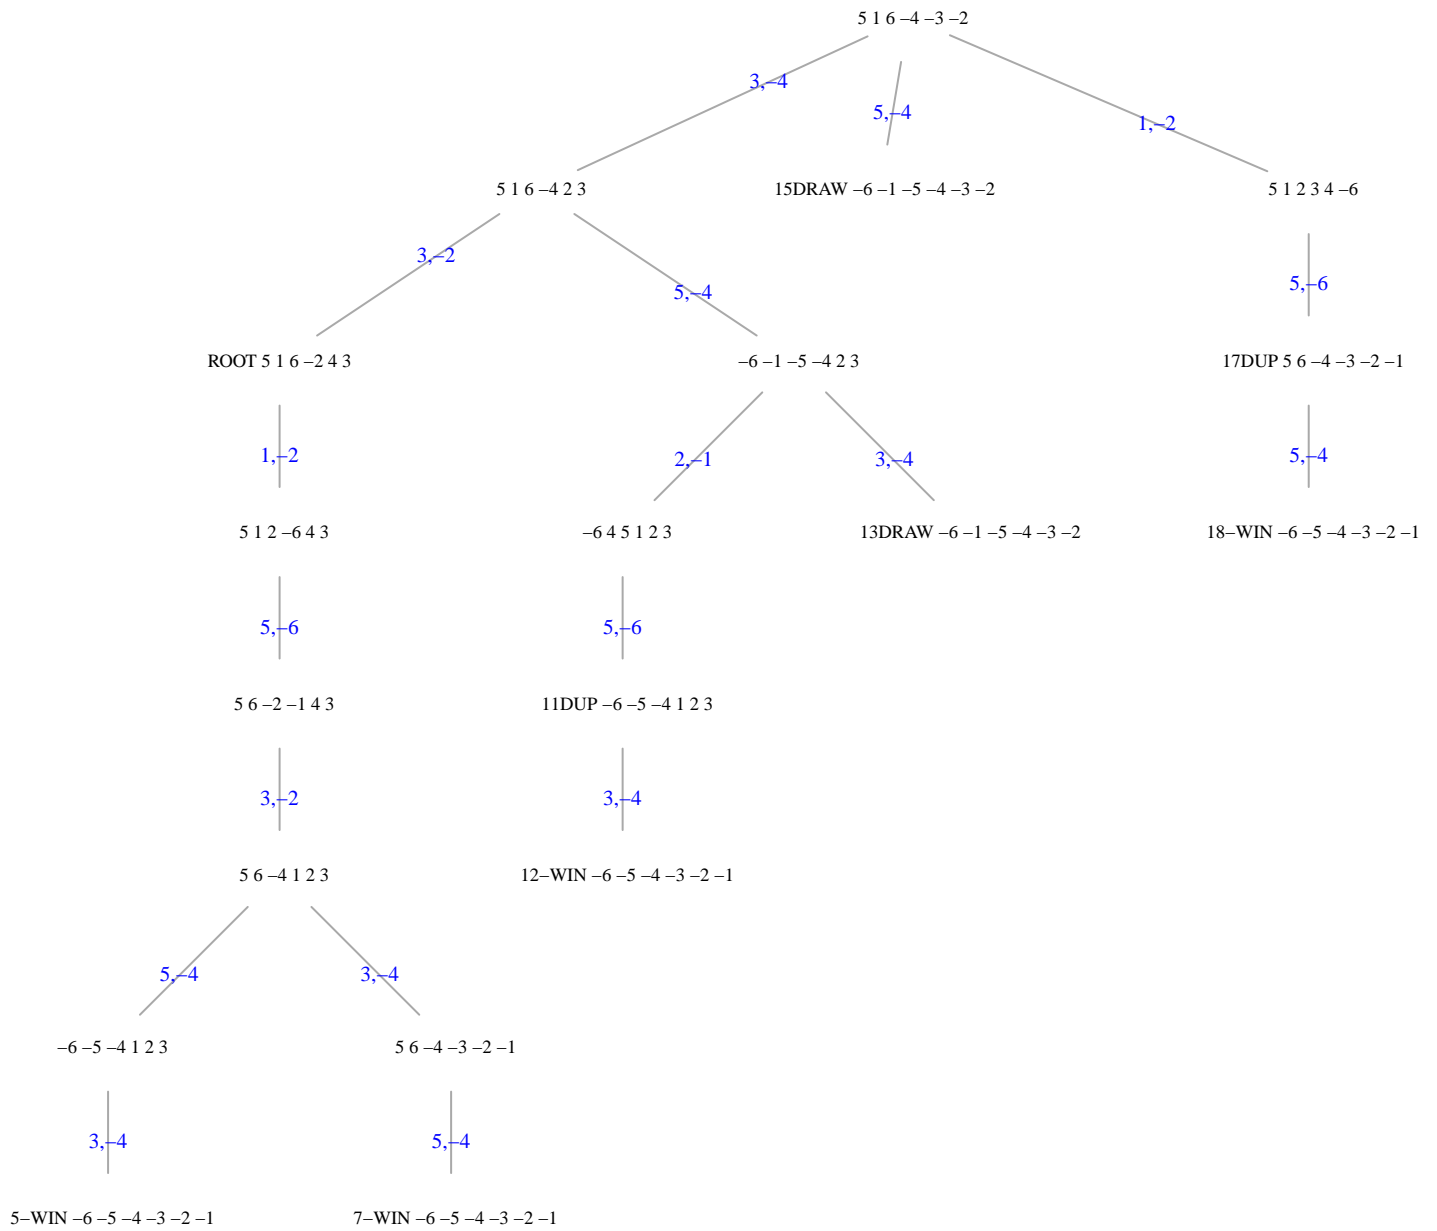 5 1 6 –4 –3 –2
3,–4
5,–4
1,–2
5 1 6 –4 2 3
15DRAW –6 –1 –5 –4 –3 –2
5 1 2 3 4 –6
3,–2
5,–4
5,–6
ROOT 5 1 6 –2 4 3
–6 –1 –5 –4 2 3
17DUP 5 6 –4 –3 –2 –1
1,–2
2,–1
3,–4
5,–4
5 1 2 –6 4 3
–6 4 5 1 2 3
13DRAW –6 –1 –5 –4 –3 –2
18–WIN –6 –5 –4 –3 –2 –1
5,–6
5,–6
5 6 –2 –1 4 3
11DUP –6 –5 –4 1 2 3
3,–2
3,–4
5 6 –4 1 2 3
12–WIN –6 –5 –4 –3 –2 –1
5,–4
3,–4
–6 –5 –4 1 2 3
5 6 –4 –3 –2 –1
3,–4
5,–4
5–WIN –6 –5 –4 –3 –2 –1
7–WIN –6 –5 –4 –3 –2 –1